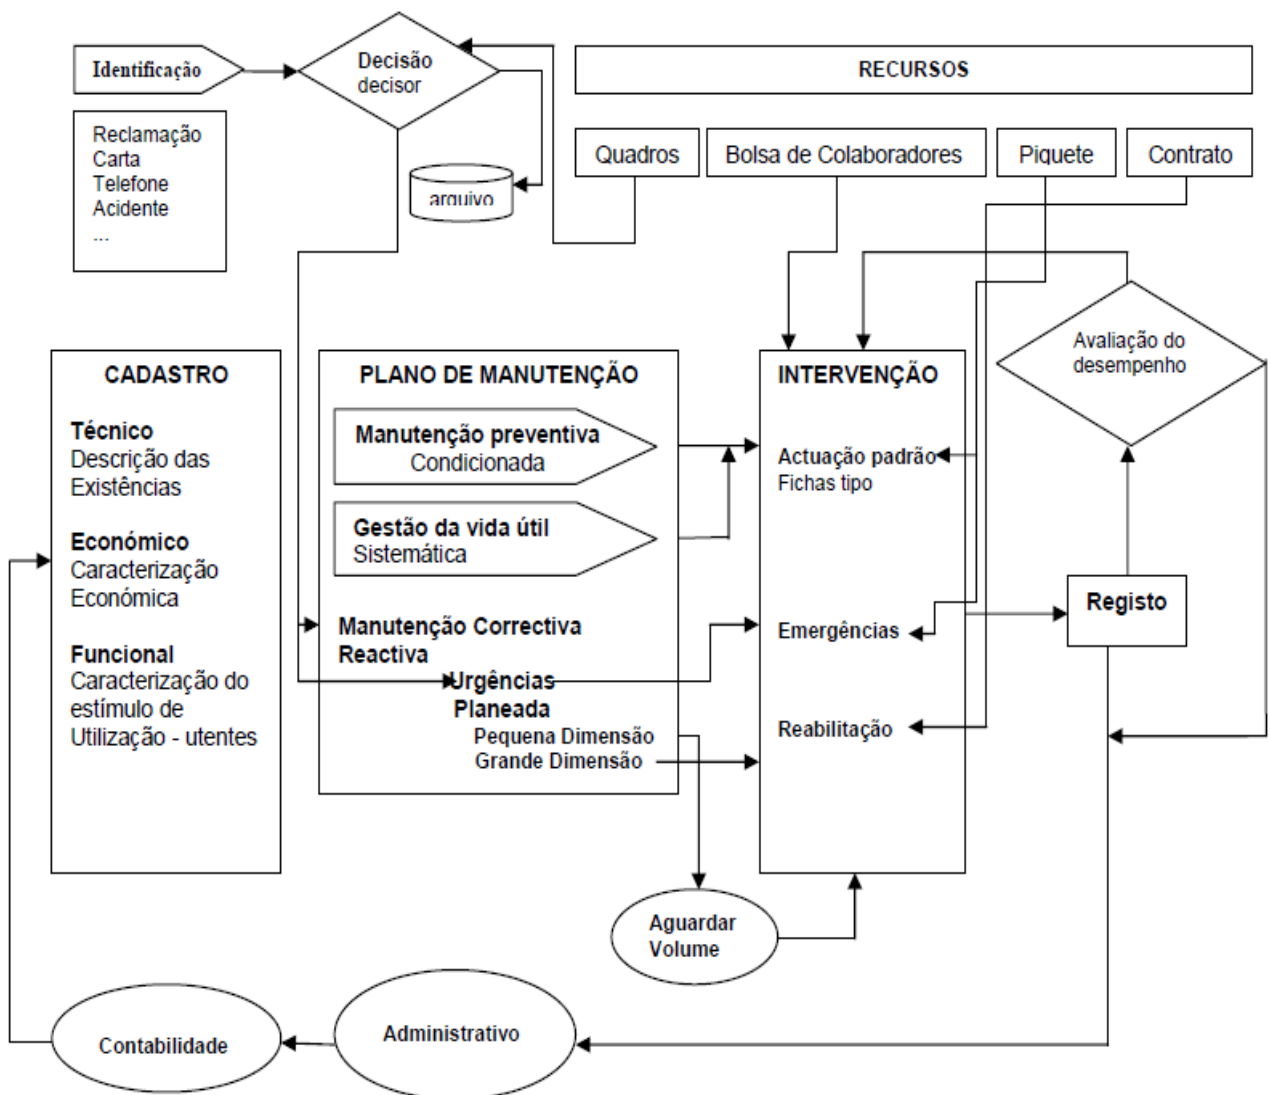 Identificação
Decisão
decisor
RECURSOS
Reclamação
Carta
Telefone
Acidente
...
arquivo
Quadros
Bolsa de Colaboradores
Piquete
Contrato
CADASTRO
Técnico
Descrição das
Existências
Económico
Caracterização
Económica
Funcional
Caracterização do
estímulo de
Utilização - utentes
PLANO DE MANUTENÇÃO
Manutenção preventiva
Condicionada
Gestão da vida útil
Sistemática
Manutenção Correctiva
Reactiva
Urgências
Planeada
Pequena Dimensão
Grande Dimensão
INTERVENÇÃO
Actuação padrão
Fichas tipo
Emergências
Reabilitação
Avaliação do
desempenho
Registo
Aguardar
Volume
Administrativo
Contabilidade